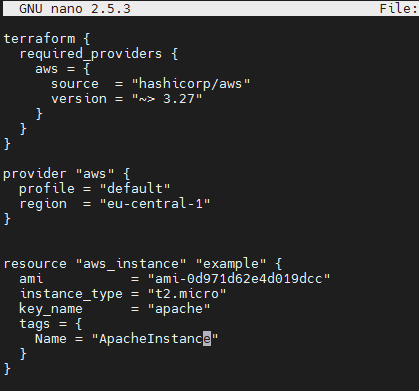 GNU nano 2.5.3 File:
terraform {
  required_providers {
    aws = {
      source  = "hashicorp/aws"
      version = "~> 3.27"
    }
  }
}
provider "aws" {
  profile = "default"
  region  = "eu-central-1"
}
resource "aws_instance" "example" {
  ami           = "ami-0d971d62e4d019dcc"
  instance_type = "t2.micro"
  key_name      = "apache"
  tags = {
    Name = "ApacheInstance"
  }
}